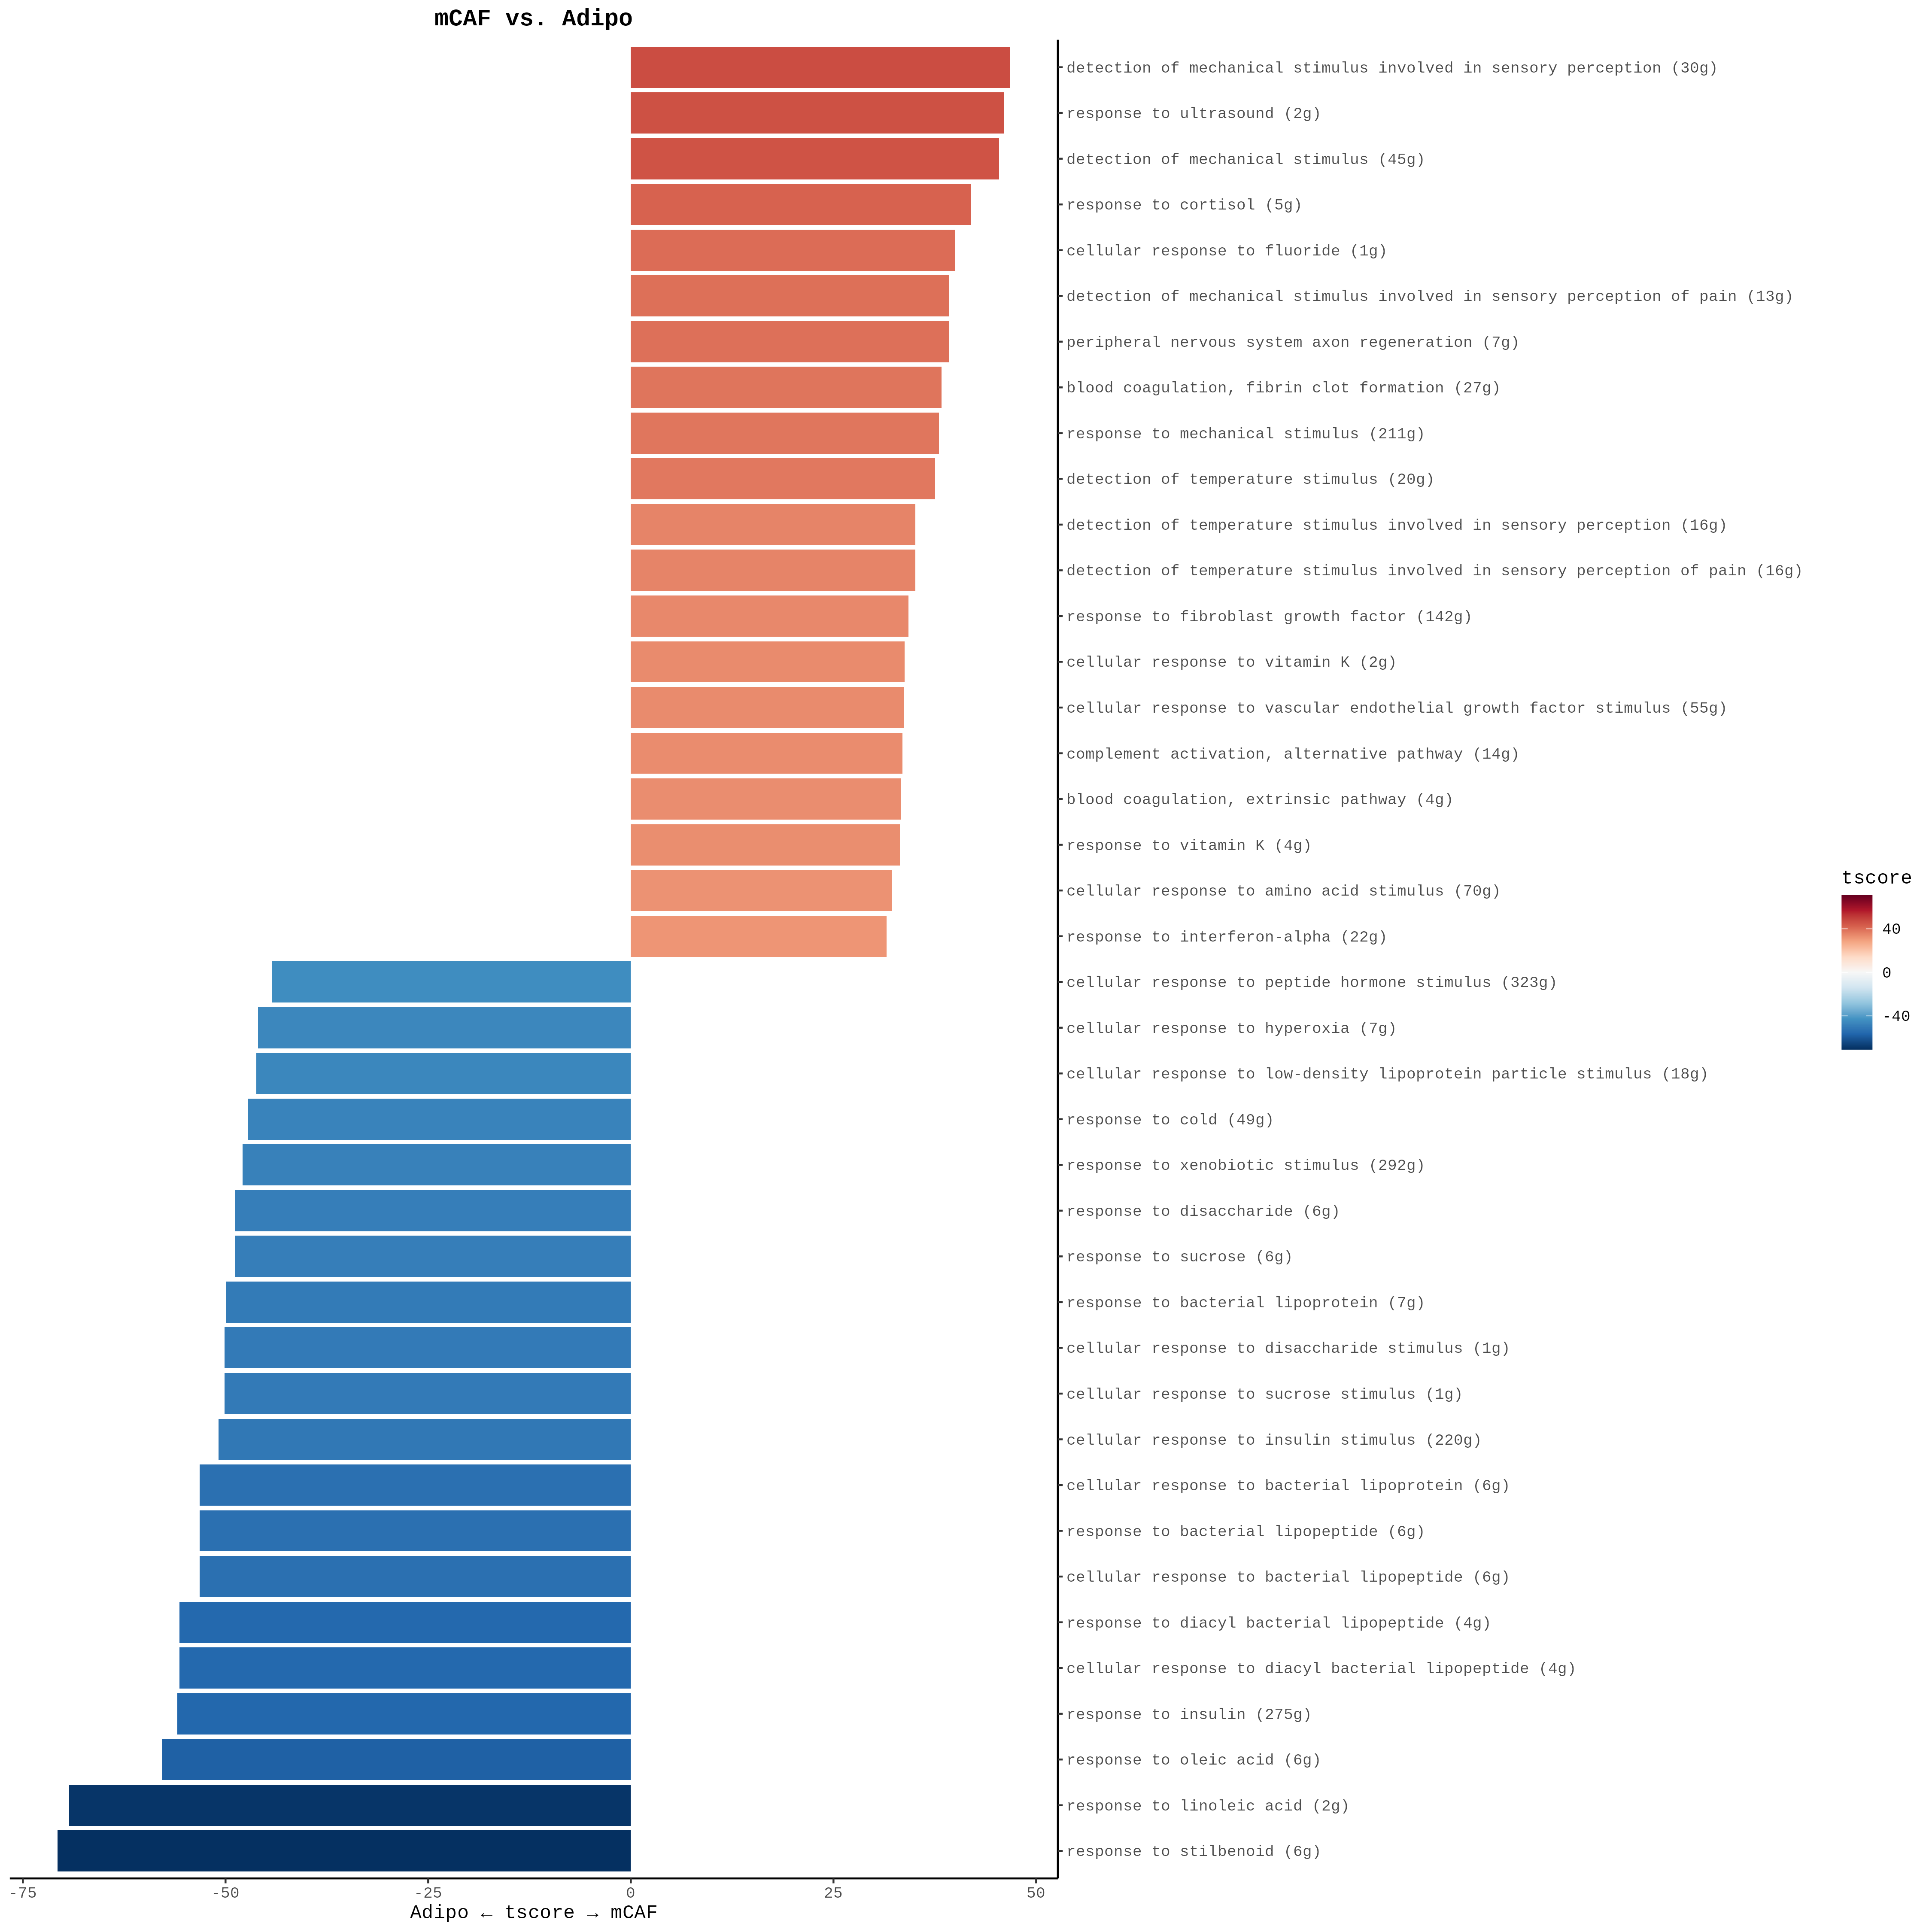 mCAF vs. Adipo
detection of mechanical stimulus involved in sensory perception (30g)
response to ultrasound (2g)
detection of mechanical stimulus (45g)
response to cortisol (5g)
cellular response to fluoride (1g)
detection of mechanical stimulus involved in sensory perception of pain (13g)
peripheral nervous system axon regeneration (7g)
blood coagulation, fibrin clot formation (27g)
response to mechanical stimulus (211g)
detection of temperature stimulus (20g)
detection of temperature stimulus involved in sensory perception (16g)
detection of temperature stimulus involved in sensory perception of pain (16g)
response to fibroblast growth factor (142g)
cellular response to vitamin K (2g)
cellular response to vascular endothelial growth factor stimulus (55g)
complement activation, alternative pathway (14g)
blood coagulation, extrinsic pathway (4g)
response to vitamin K (4g)
cellular response to amino acid stimulus (70g)
response to interferon-alpha (22g)
cellular response to peptide hormone stimulus (323g)
cellular response to hyperoxia (7g)
cellular response to low-density lipoprotein particle stimulus (18g)
response to cold (49g)
response to xenobiotic stimulus (292g)
response to disaccharide (6g)
response to sucrose (6g)
response to bacterial lipoprotein (7g)
cellular response to disaccharide stimulus (1g)
cellular response to sucrose stimulus (1g)
cellular response to insulin stimulus (220g)
cellular response to bacterial lipoprotein (6g)
response to bacterial lipopeptide (6g)
cellular response to bacterial lipopeptide (6g)
response to diacyl bacterial lipopeptide (4g)
cellular response to diacyl bacterial lipopeptide (4g)
response to insulin (275g)
response to oleic acid (6g)
response to linoleic acid (2g)
response to stilbenoid (6g)
-75 -50 -25 0 25 50
Adipo ← tscore → mCAF
tscore
40
0
-40